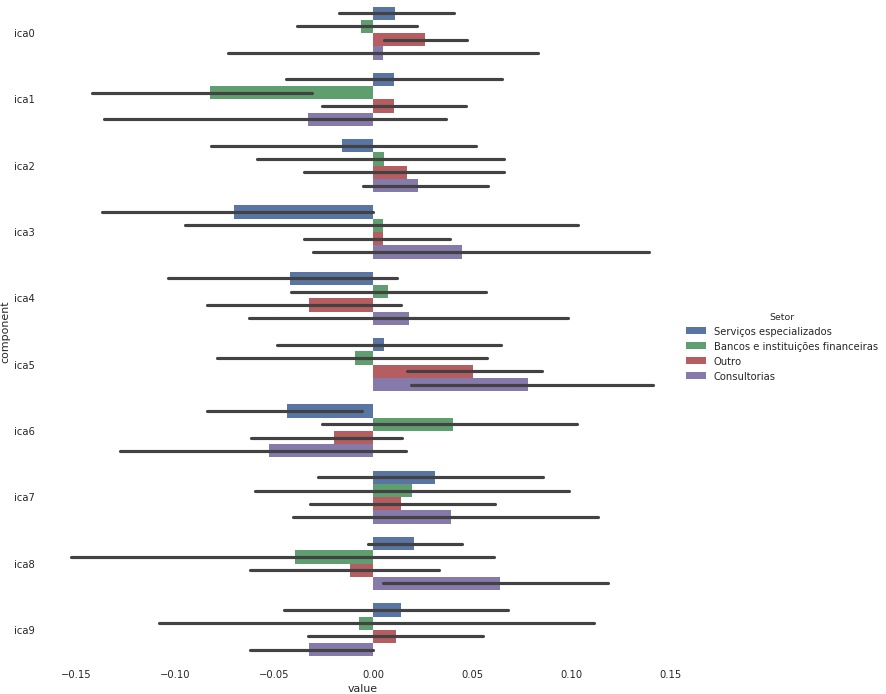 ica0
ica1
ica2
ica3
ica4
ica5
ica6
ica7
ica8
ica9
component
−0.15 −0.10 −0.05 0.00 0.05 0.10 0.15
value
Setor
Serviços especializados
Bancos e instituições financeiras
Outro
Consultorias